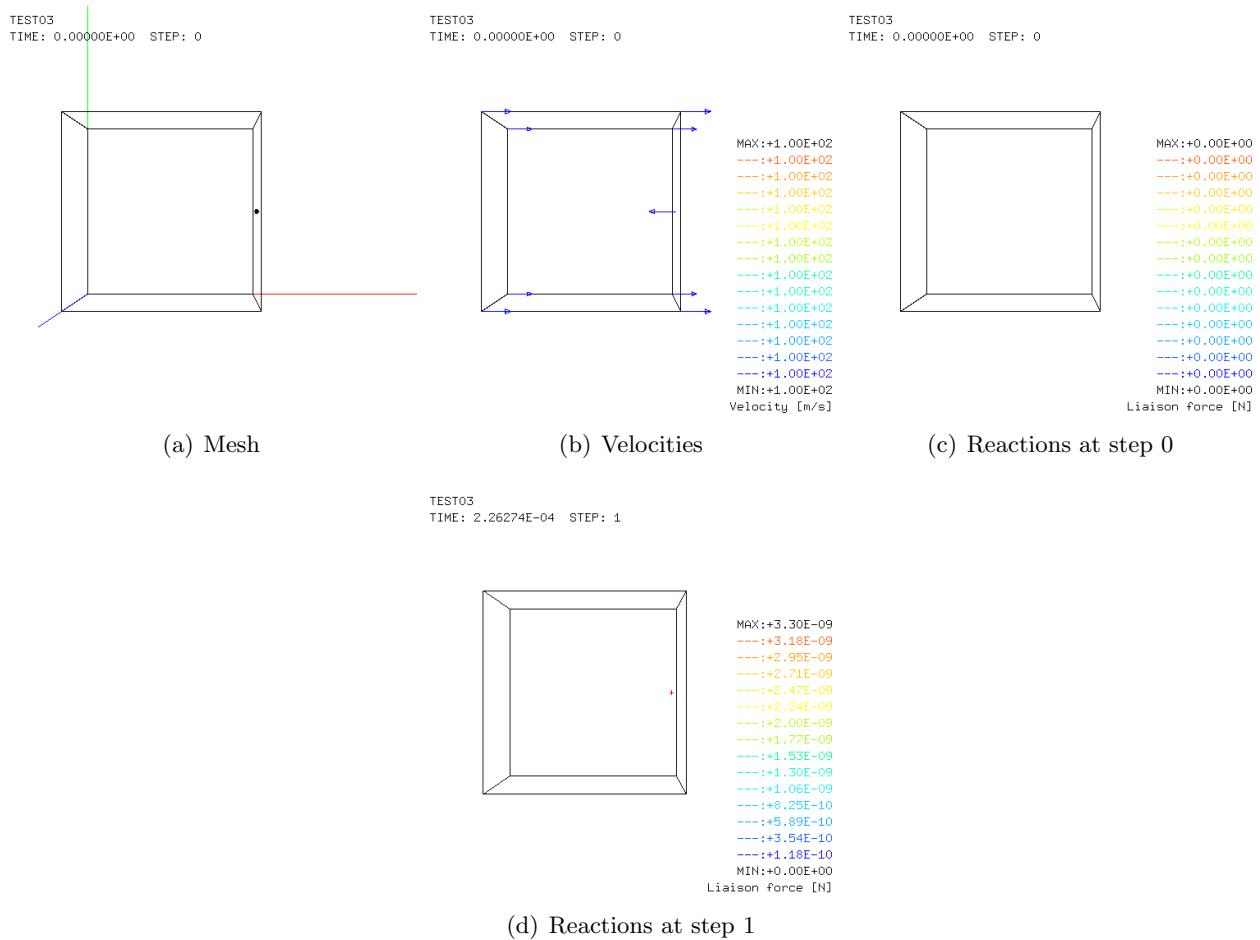 TEST03
TIME: 0.00000E+00 STEP: 0
(a) Mesh
TEST03
TIME: 0.00000E+00 STEP: 0
MAX:+1.00E+02
---:+1.00E+02
---:+1.00E+02
---:+1.00E+02
---:+1.00E+02
---:+1.00E+02
---:+1.00E+02
---:+1.00E+02
---:+1.00E+02
---:+1.00E+02
---:+1.00E+02
---:+1.00E+02
---:+1.00E+02
---:+1.00E+02
---:+1.00E+02
MIN:+1.00E+02
Velocity [m/s]
(b) Velocities
TEST03
TIME: 0.00000E+00 STEP: 0
MAX:+0.00E+00
---:+0.00E+00
---:+0.00E+00
---:+0.00E+00
---:+0.00E+00
---:+0.00E+00
---:+0.00E+00
---:+0.00E+00
---:+0.00E+00
---:+0.00E+00
---:+0.00E+00
---:+0.00E+00
---:+0.00E+00
---:+0.00E+00
---:+0.00E+00
MIN:+0.00E+00
Liaison force [N]
(c) Reactions at step 0
TEST03
TIME: 2.26274E-04 STEP: 1
MAX:+3.30E-09
---:+3.18E-09
---:+2.95E-09
---:+2.71E-09
---:+2.47E-09
---:+2.24E-09
---:+2.00E-09
---:+1.77E-09
---:+1.53E-09
---:+1.30E-09
---:+1.06E-09
---:+8.25E-10
---:+5.89E-10
---:+3.54E-10
---:+1.18E-10
MIN:+0.00E+00
Liaison force [N]
(d) Reactions at step 1